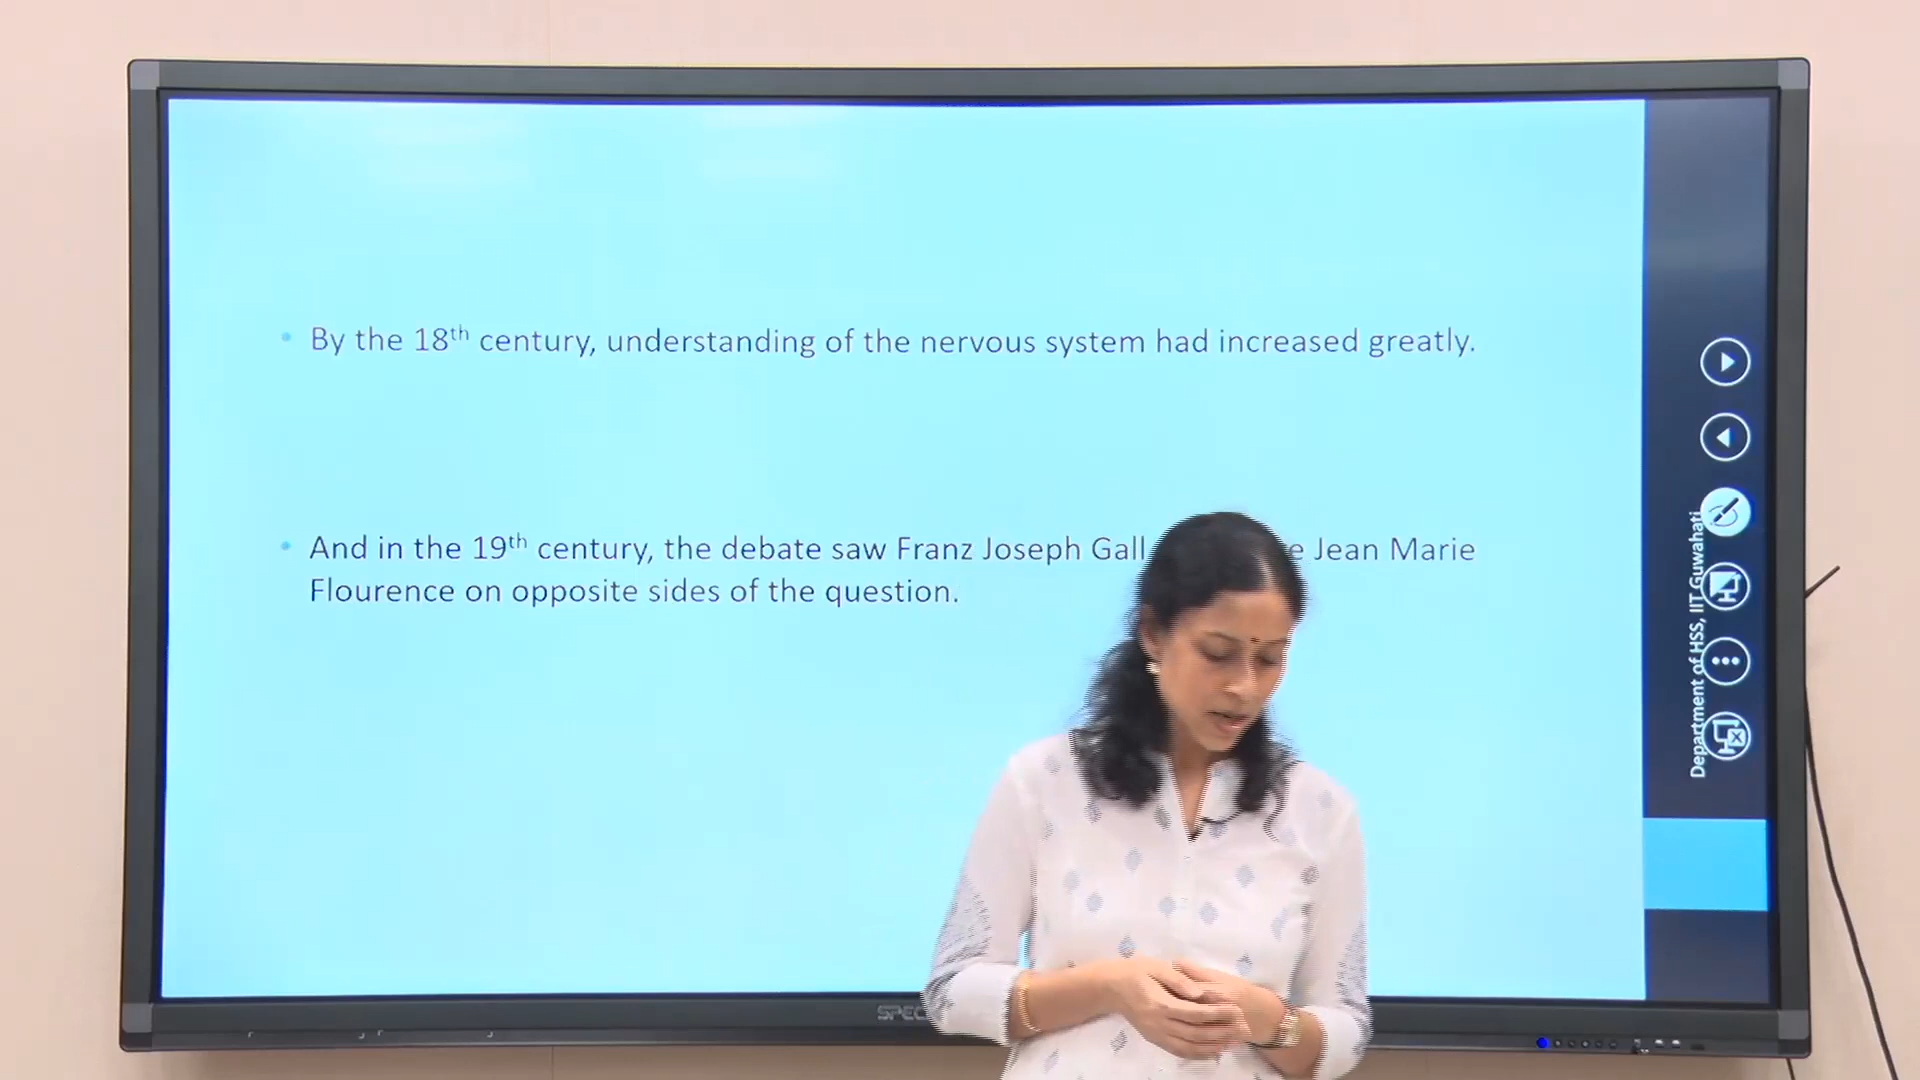 • By the 18th century, understanding of the nervous system had increased greatly.
• And in the 19th century, the debate saw Franz Joseph Gall Jean Marie
Flourence on opposite sides of the question.
Department of HSS, IIT Guwahati